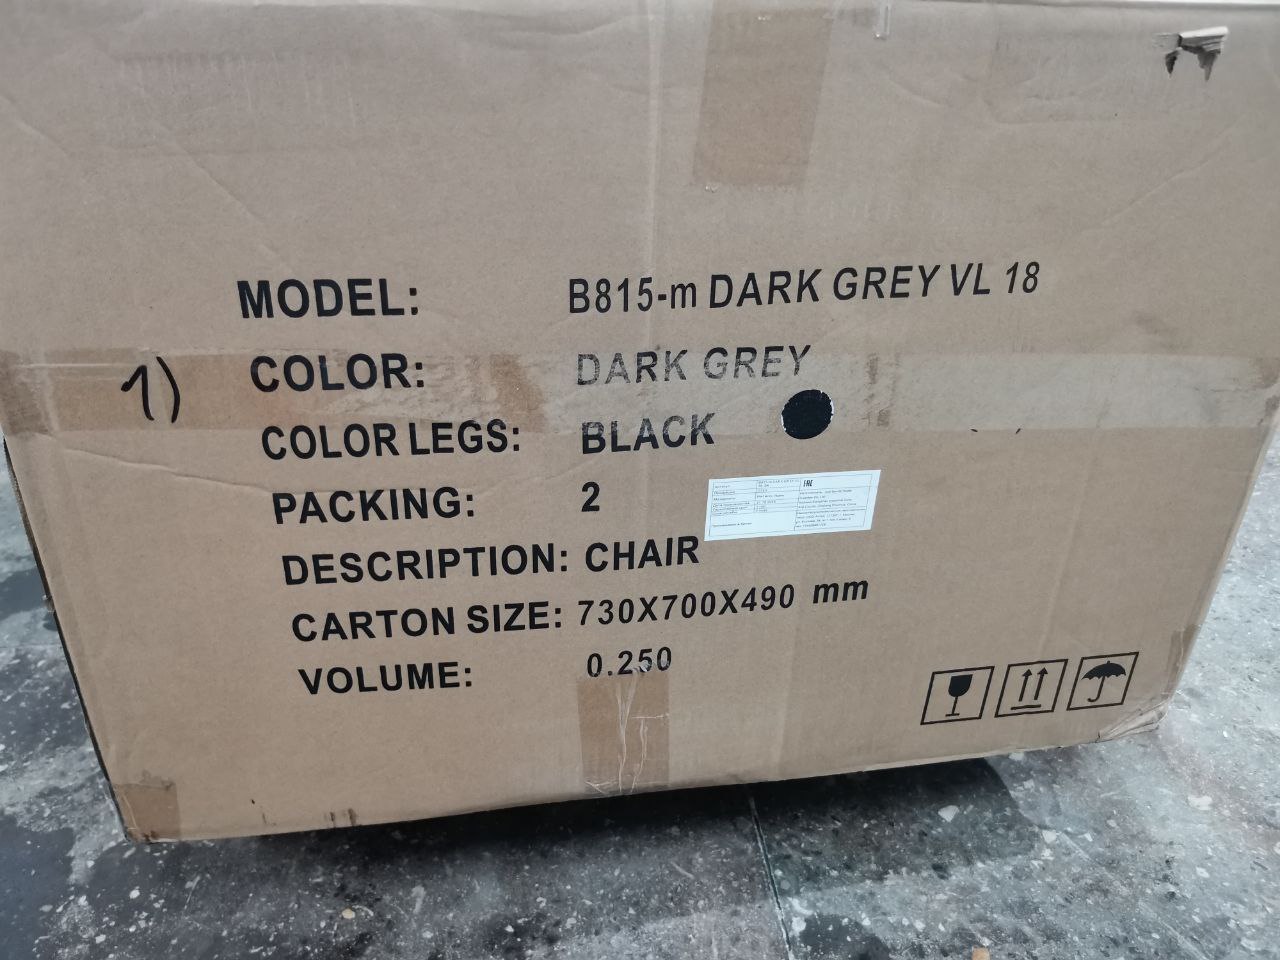 MODEL: B815-m DARK GREY VL 18
1) COLOR: DARK GREY
COLOR LEGS: BLACK
PACKING: 2
EAC
DESCRIPTION: CHAIR
CARTON SIZE: 730X700X490 mm
VOLUME: 0.250